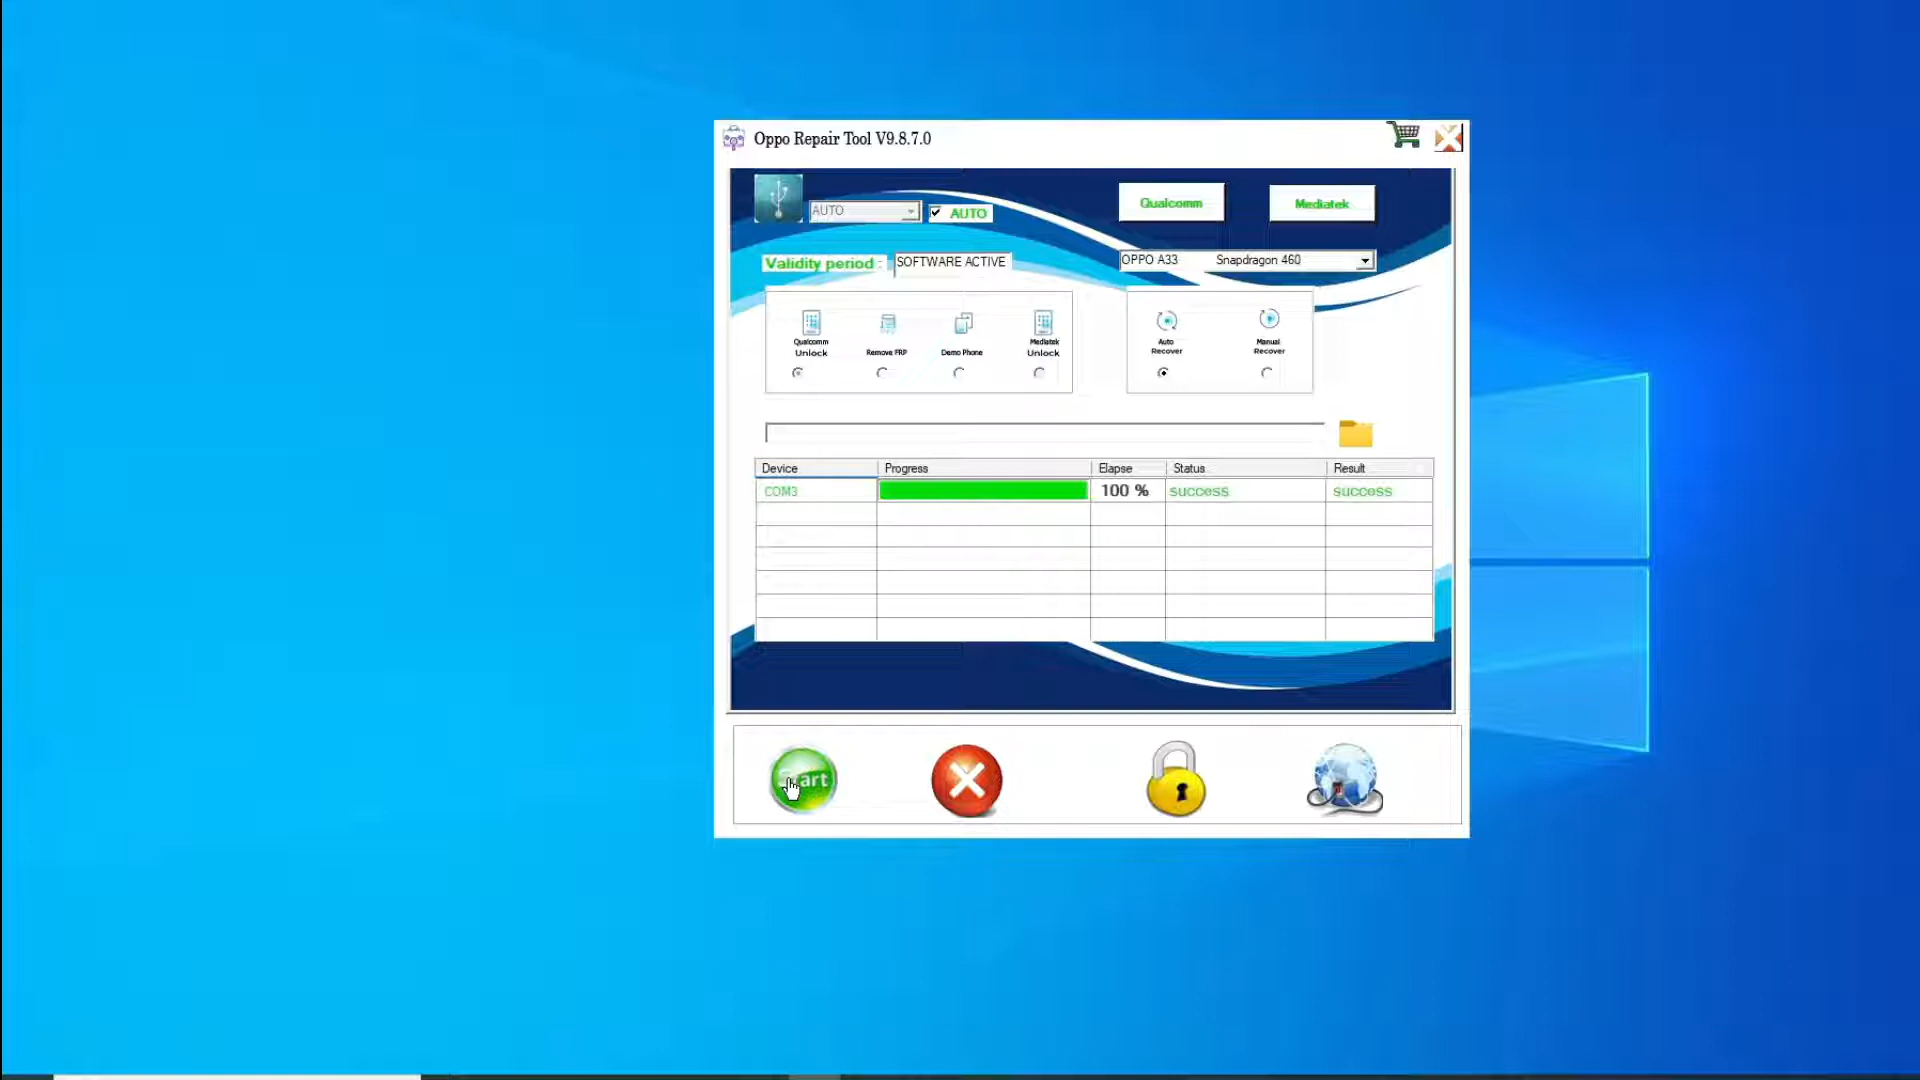 Oppo Repair Tool V9.8.7.0
AUTO
AUTO
Qualcomm
Mediatek
Validity period :
SOFTWARE ACTIVE
OPPO A33 Snapdragon 460
Qualcomm
Unlock
Remove FRP
Demo Phone
Mediatek
Unlock
Auto
Recover
Manual
Recover
Device Progress Elapse Status Result
COM3 100 % success success